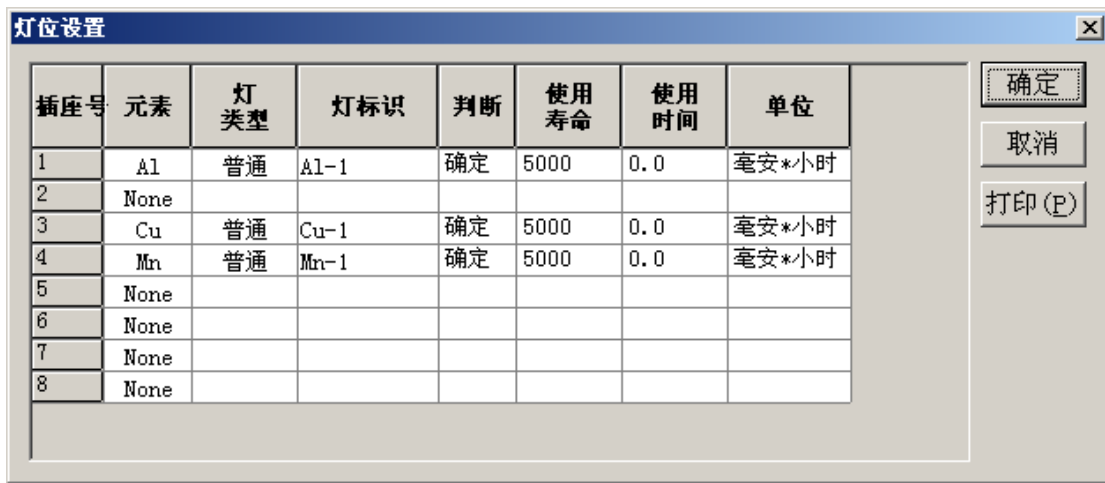 灯位设置
插座号 元素 灯类型 灯标识 判断 使用寿命 使用时间 单位
1 Al 普通 Al-1 确定 5000 0.0 毫安*小时
2 None
3 Cu 普通 Cu-1 确定 5000 0.0 毫安*小时
4 Mn 普通 Mn-1 确定 5000 0.0 毫安*小时
5 None
6 None
7 None
8 None
确定
取消
打印(P)